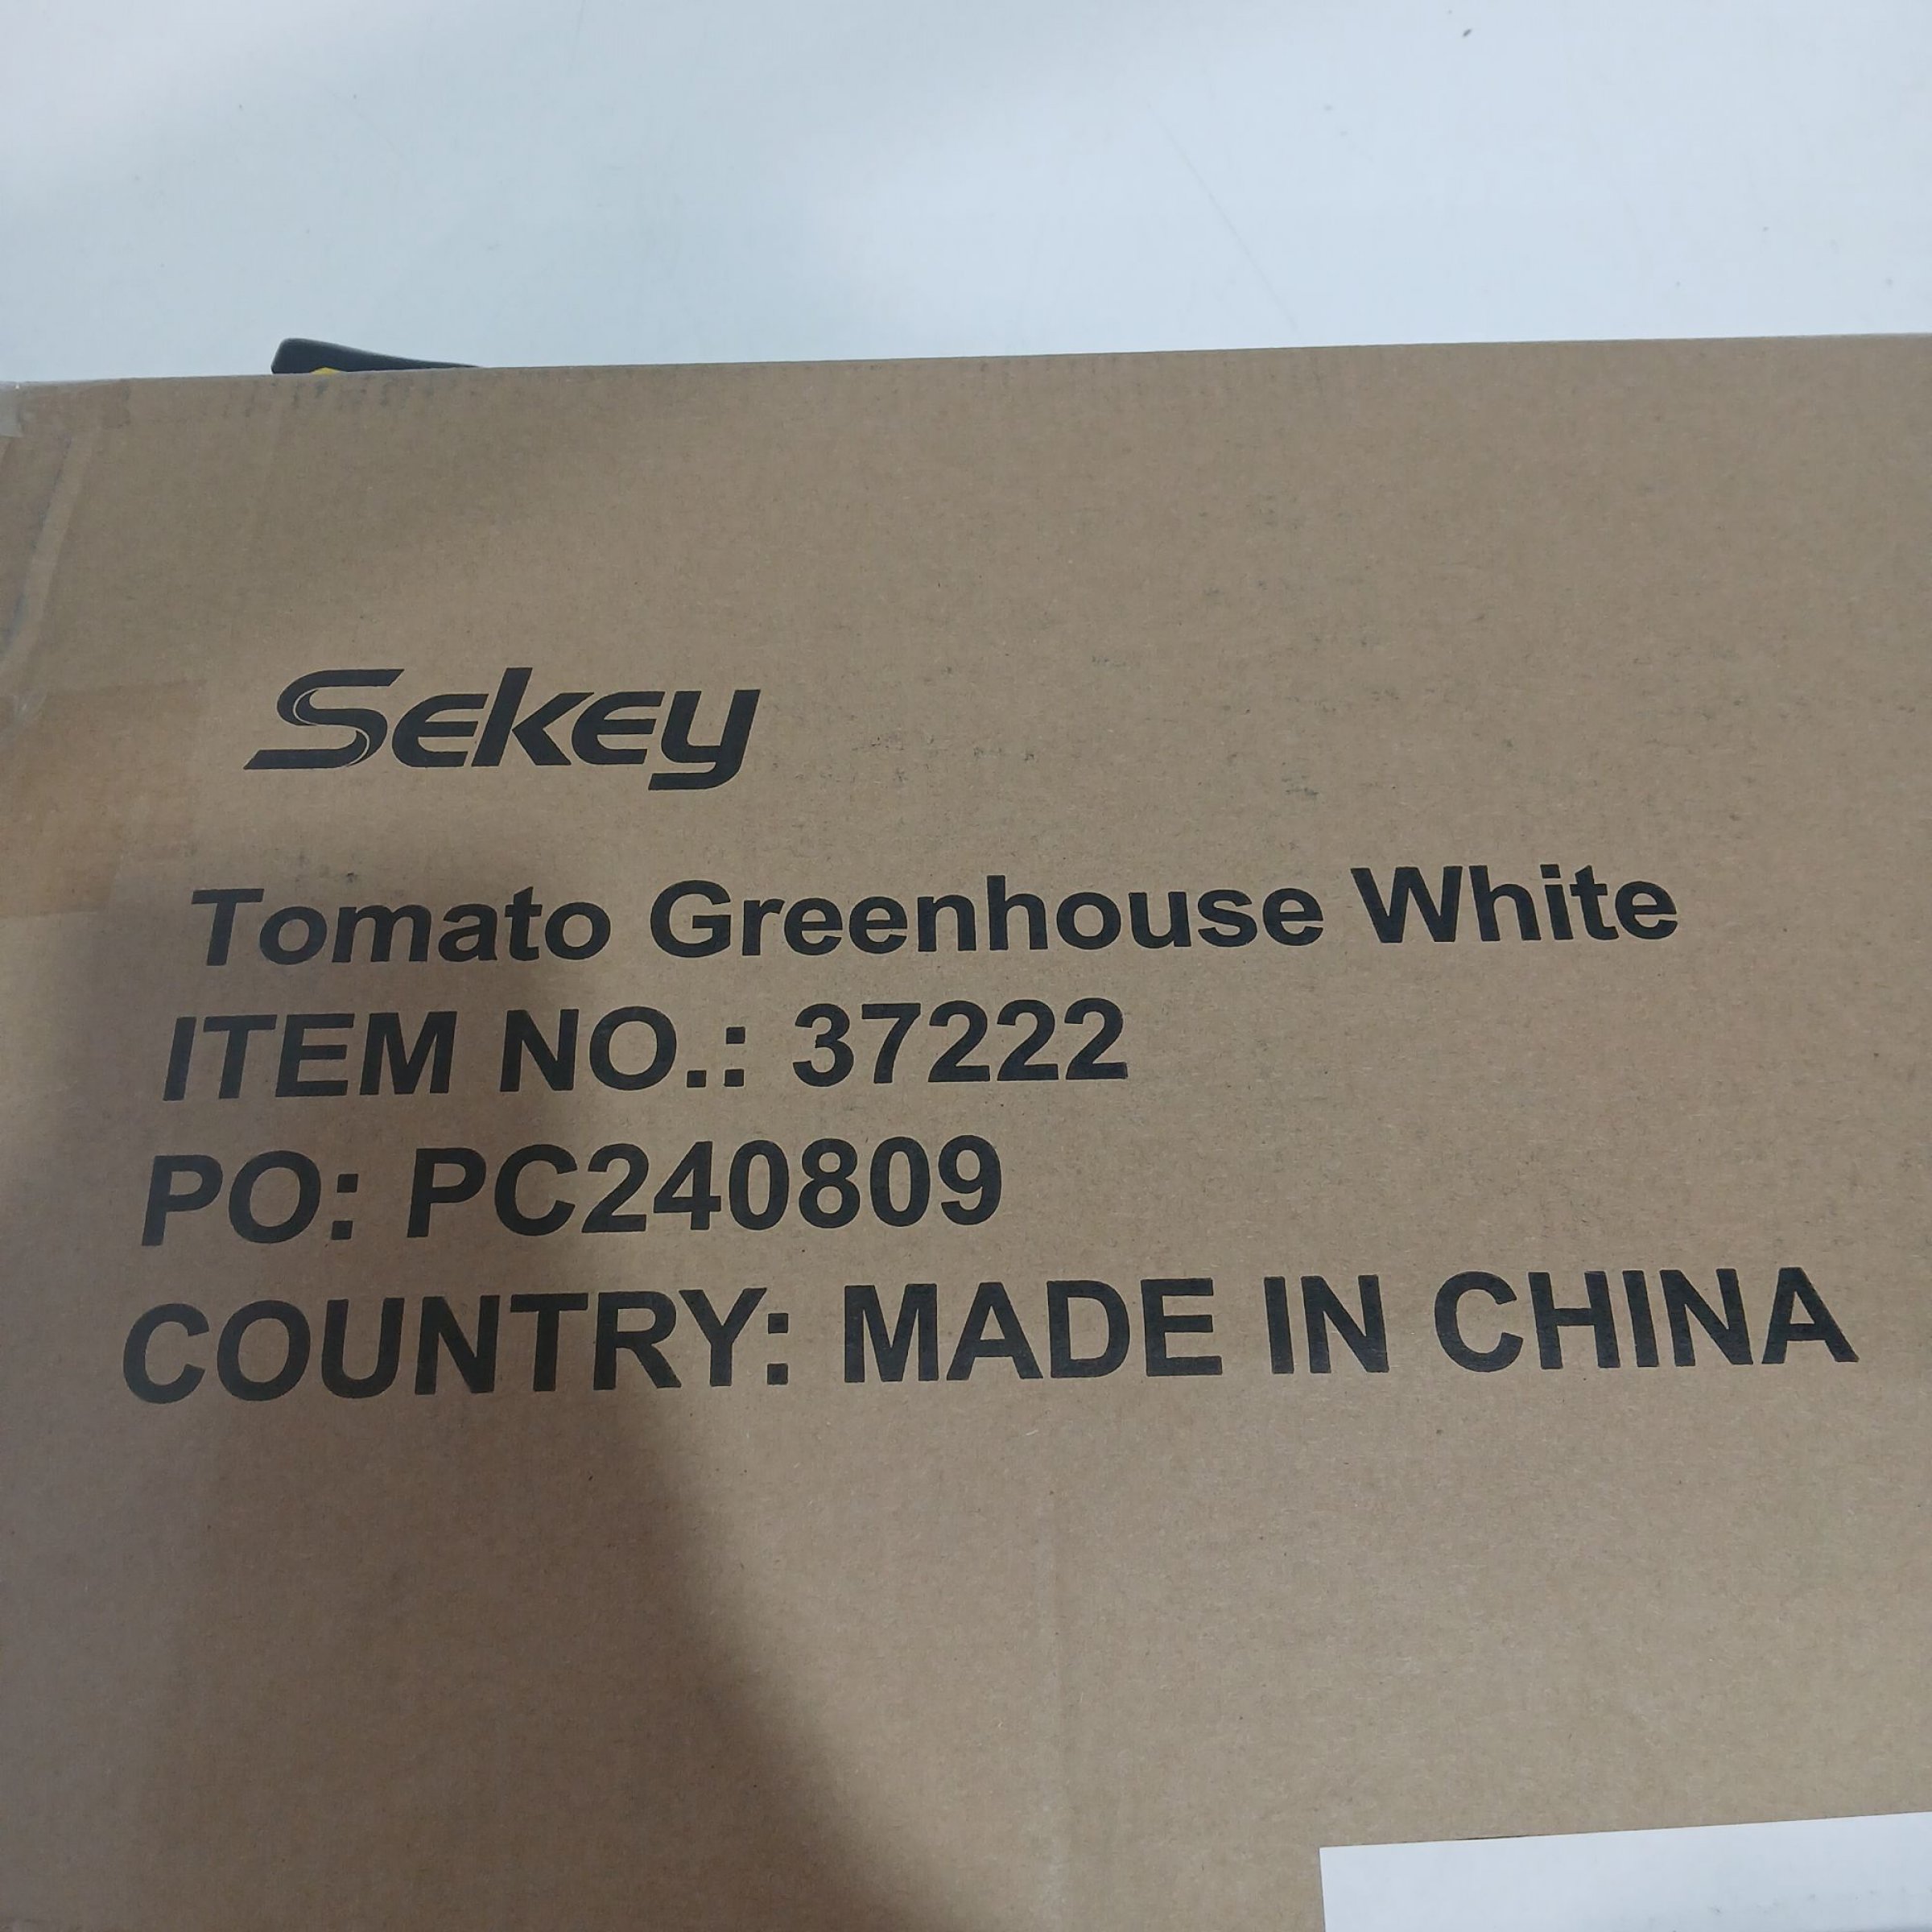 Sekey
Tomato Greenhouse White
ITEM NO.: 37222
PO: PC240809
COUNTRY: MADE IN CHINA